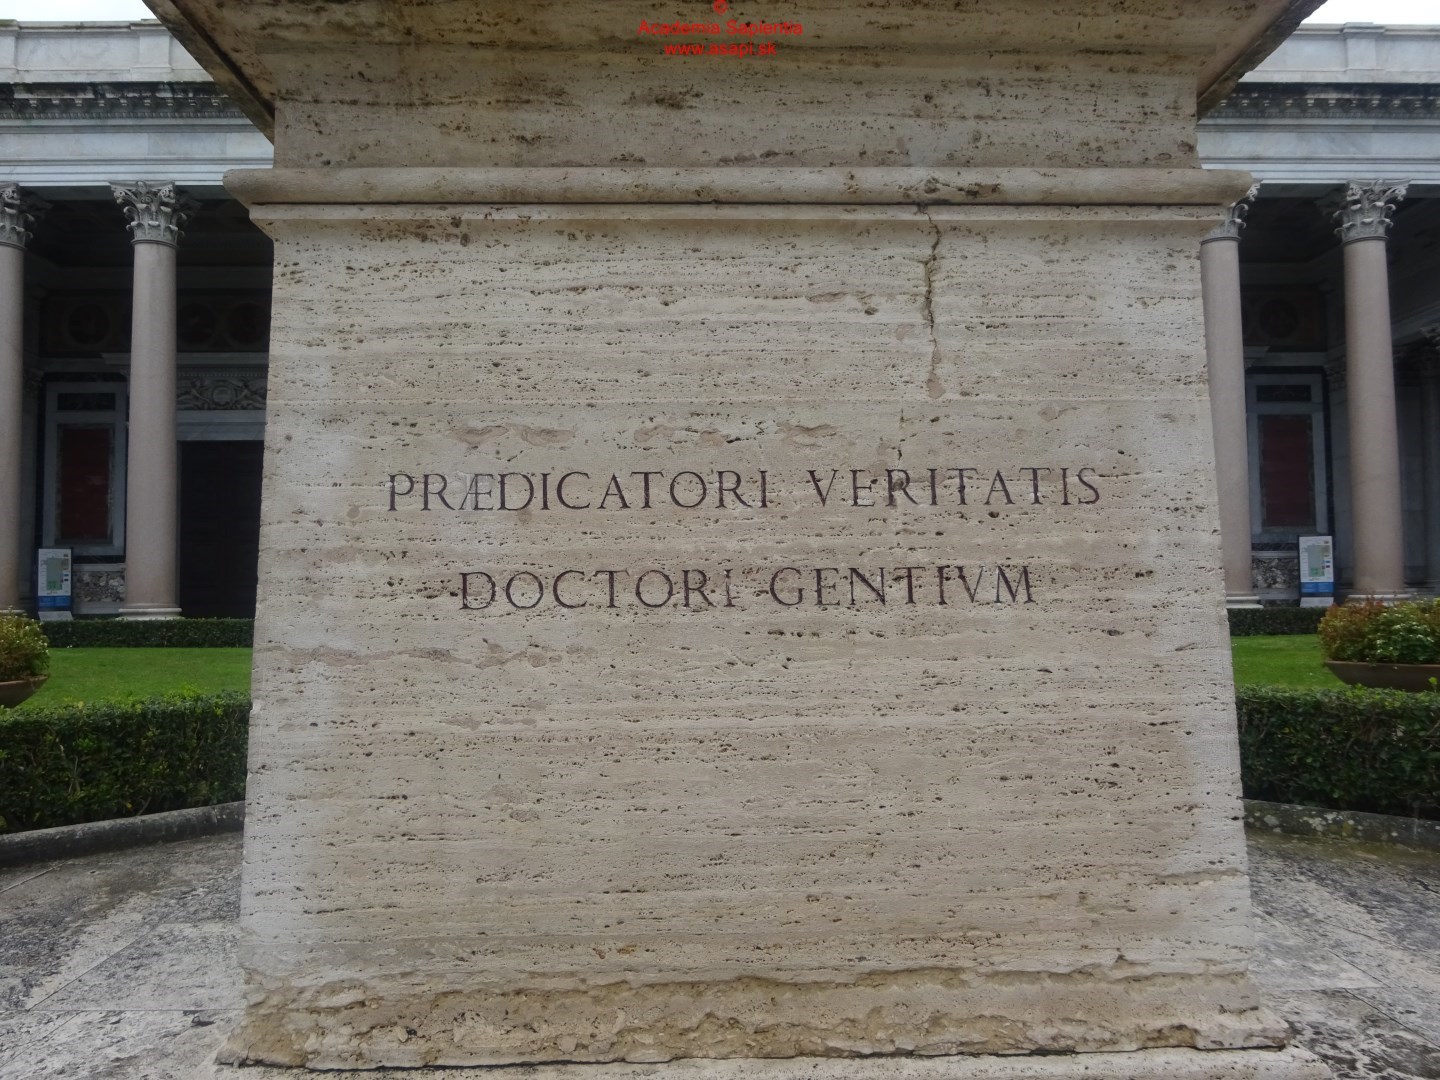 Academia Sapientia
www.asapi.sk
PRÆDICATORI VERITATIS
DOCTORI GENTIVM